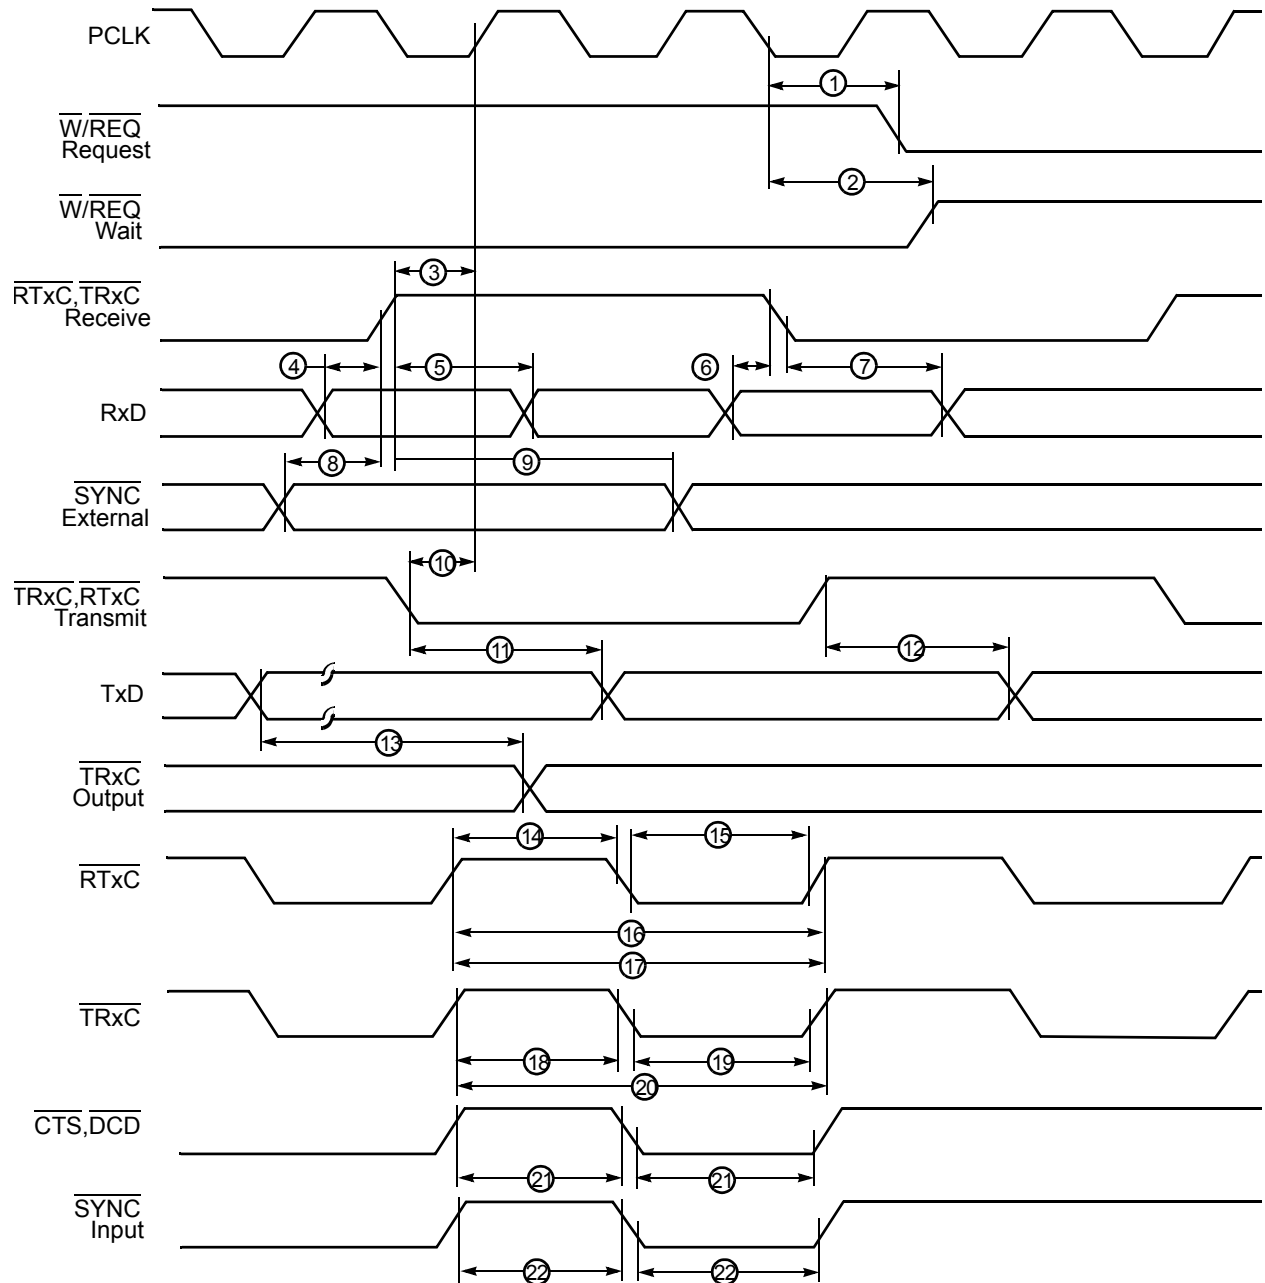 PCLK
1
W/REQ
Request
2
W/REQ
Wait
3
RTxC,TRxC
Receive
4
5
6
7
RxD
8
9
SYNC
External
10
TRxC,RTxC
Transmit
11
12
TxD
13
TRxC
Output
14
15
RTxC
16
17
TRxC
18
19
20
CTS,DCD
21
21
SYNC
Input
22
22